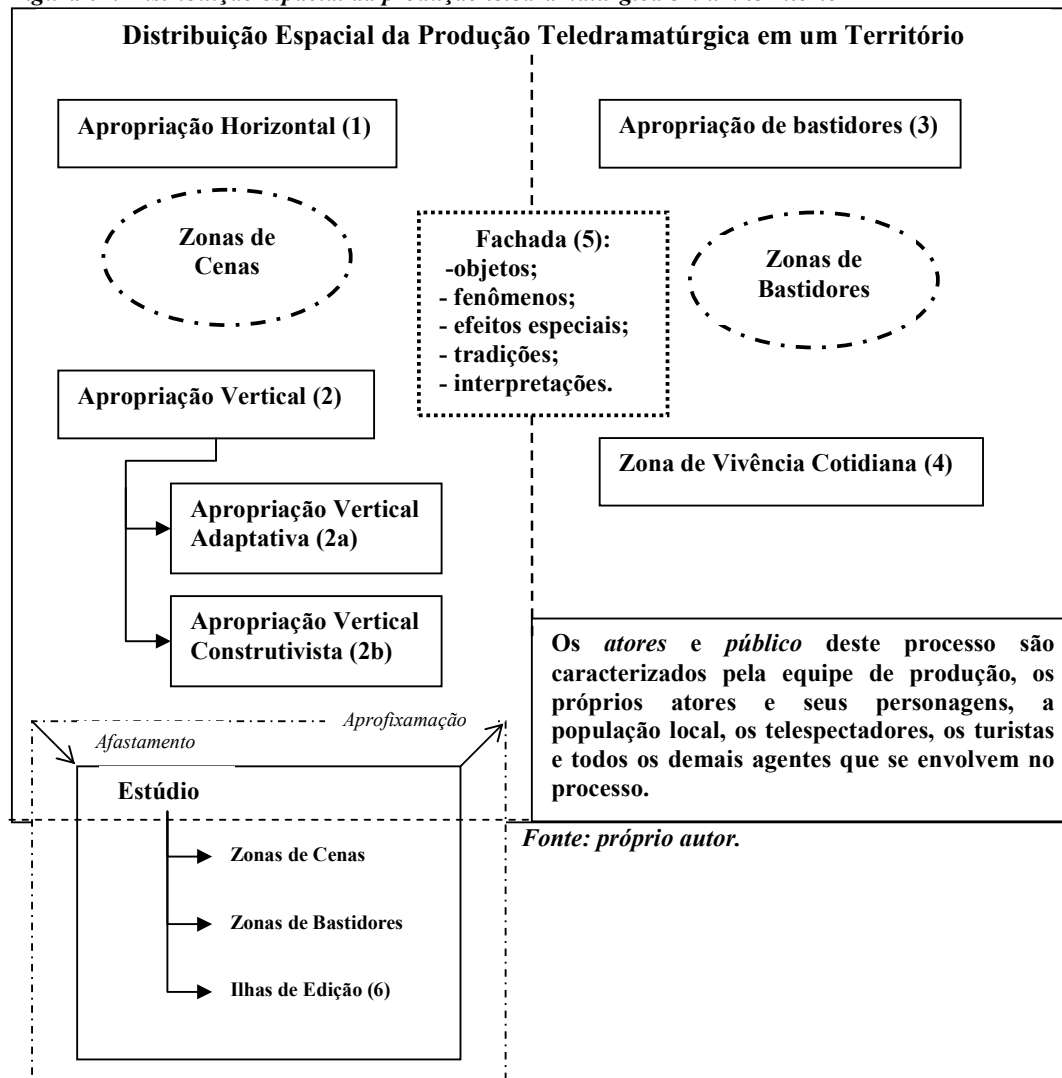 Distribuição Espacial da Produção Teledramatúrgica em um Território
Apropriação Horizontal (1)
Zonas de
Cenas
Apropriação Vertical (2)
Apropriação Vertical
Adaptativa (2a)
Apropriação Vertical
Construtivista (2b)
Apropriação de bastidores (3)
Fachada (5):
-objetos;
- fenômenos;
- efeitos especiais;
- tradições;
- interpretações.
Zonas de
Bastidores
Zona de Vivência Cotidiana (4)
Os atores e público deste processo são
caracterizados pela equipe de produção, os
próprios atores e seus personagens, a
população local, os telespectadores, os turistas
e todos os demais agentes que se envolvem no
processo.
Afastamento
Aprofixamação
Estúdio
Zonas de Cenas
Zonas de Bastidores
Ilhas de Edição (6)
Fonte: próprio autor.